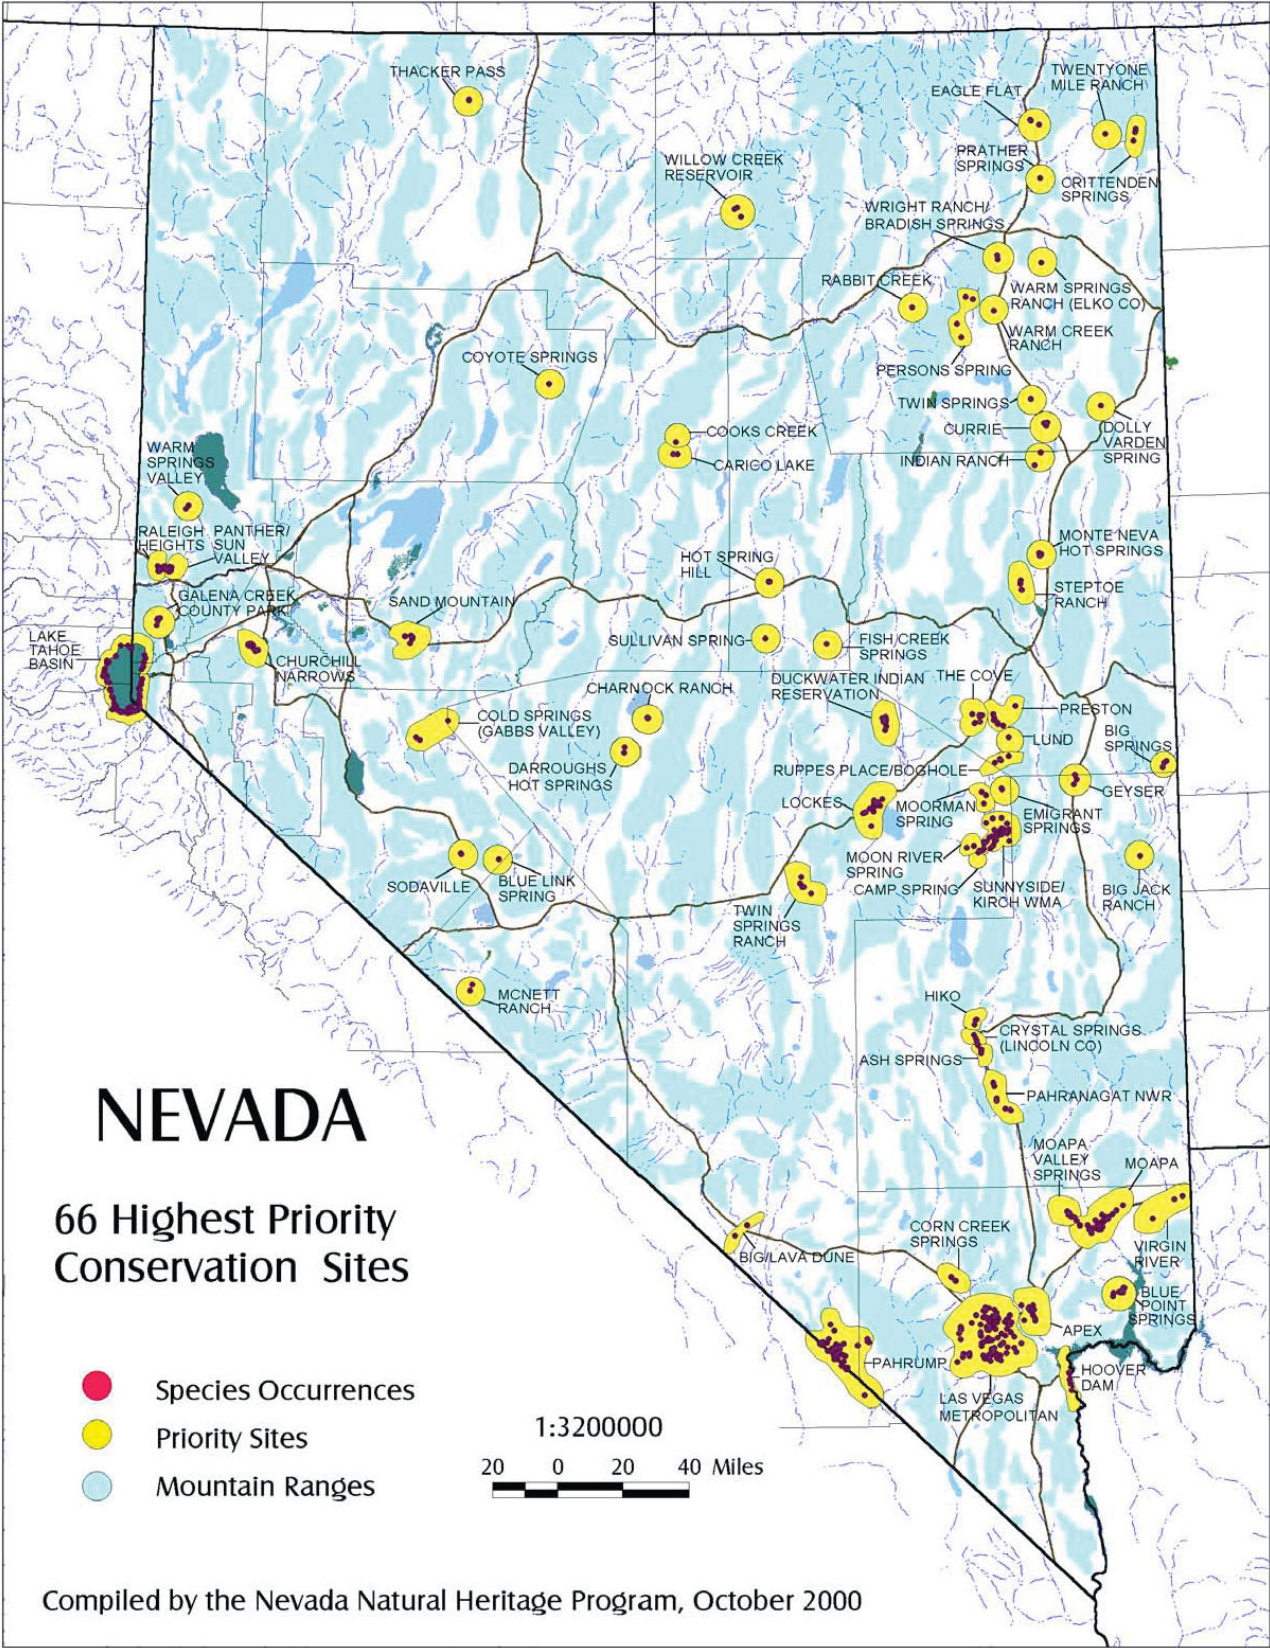 THACKER PASS
TWENTYONE
MILE RANCH
EAGLE FLAT
PRATHER
SPRINGS
CRITTENDEN
SPRINGS
WILLOW CREEK
RESERVOIR
WRIGHT RANCH/
BRADISH SPRINGS
RABBIT CREEK
WARM SPRINGS
RANCH (ELKO CO)
WARM CREEK
RANCH
PERSONS SPRING
COYOTE SPRINGS
TWIN SPRINGS
CURRIE
DOLLY
VARDEN
SPRING
INDIAN RANCH
COOKS CREEK
CARICO LAKE
WARM
SPRINGS
VALLEY
RALEIGH
HEIGHTS
PANTHER/
SUN
VALLEY
MONTE NEVA
HOT SPRINGS
STEPTOE
RANCH
HOT SPRING
HILL
GALENA CREEK
COUNTY PARK
SAND MOUNTAIN
SULLIVAN SPRING
FISH CREEK
SPRINGS
LAKE
TAHOE
BASIN
CHURCHILL
NARROWS
CHARNOCK RANCH
DUCKWATER INDIAN
RESERVATION
THE COVE
PRESTON
COLD SPRINGS
(GABBS VALLEY)
LUND
BIG
SPRINGS
DARROUGHS
HOT SPRINGS
RUPPES PLACE/BOGHOLE
GEYSER
LOCKES
MOORMAN
SPRING
EMIGRANT
SPRINGS
MOON RIVER
SPRING
CAMP SPRING
SUNNYSIDE/
KIRCH WMA
BIG JACK
RANCH
SODAVILLE
BLUE LINK
SPRING
TWIN
SPRINGS
RANCH
MCNETT
RANCH
HIKO
CRYSTAL SPRINGS
(LINCOLN CO)
ASH SPRINGS
PAHRANAGAT NWR
NEVADA
MOAPA
VALLEY
SPRINGS
MOAPA
66 Highest Priority
Conservation Sites
CORN CREEK
SPRINGS
BIG/LAVA DUNE
VIRGIN
RIVER
BLUE
POINT
SPRINGS
APEX
PAHRUMP
HOOVER
DAM
LAS VEGAS
METROPOLITAN
Species Occurrences
Priority Sites
Mountain Ranges
1:3200000
20 0 20 40 Miles
Compiled by the Nevada Natural Heritage Program, October 2000